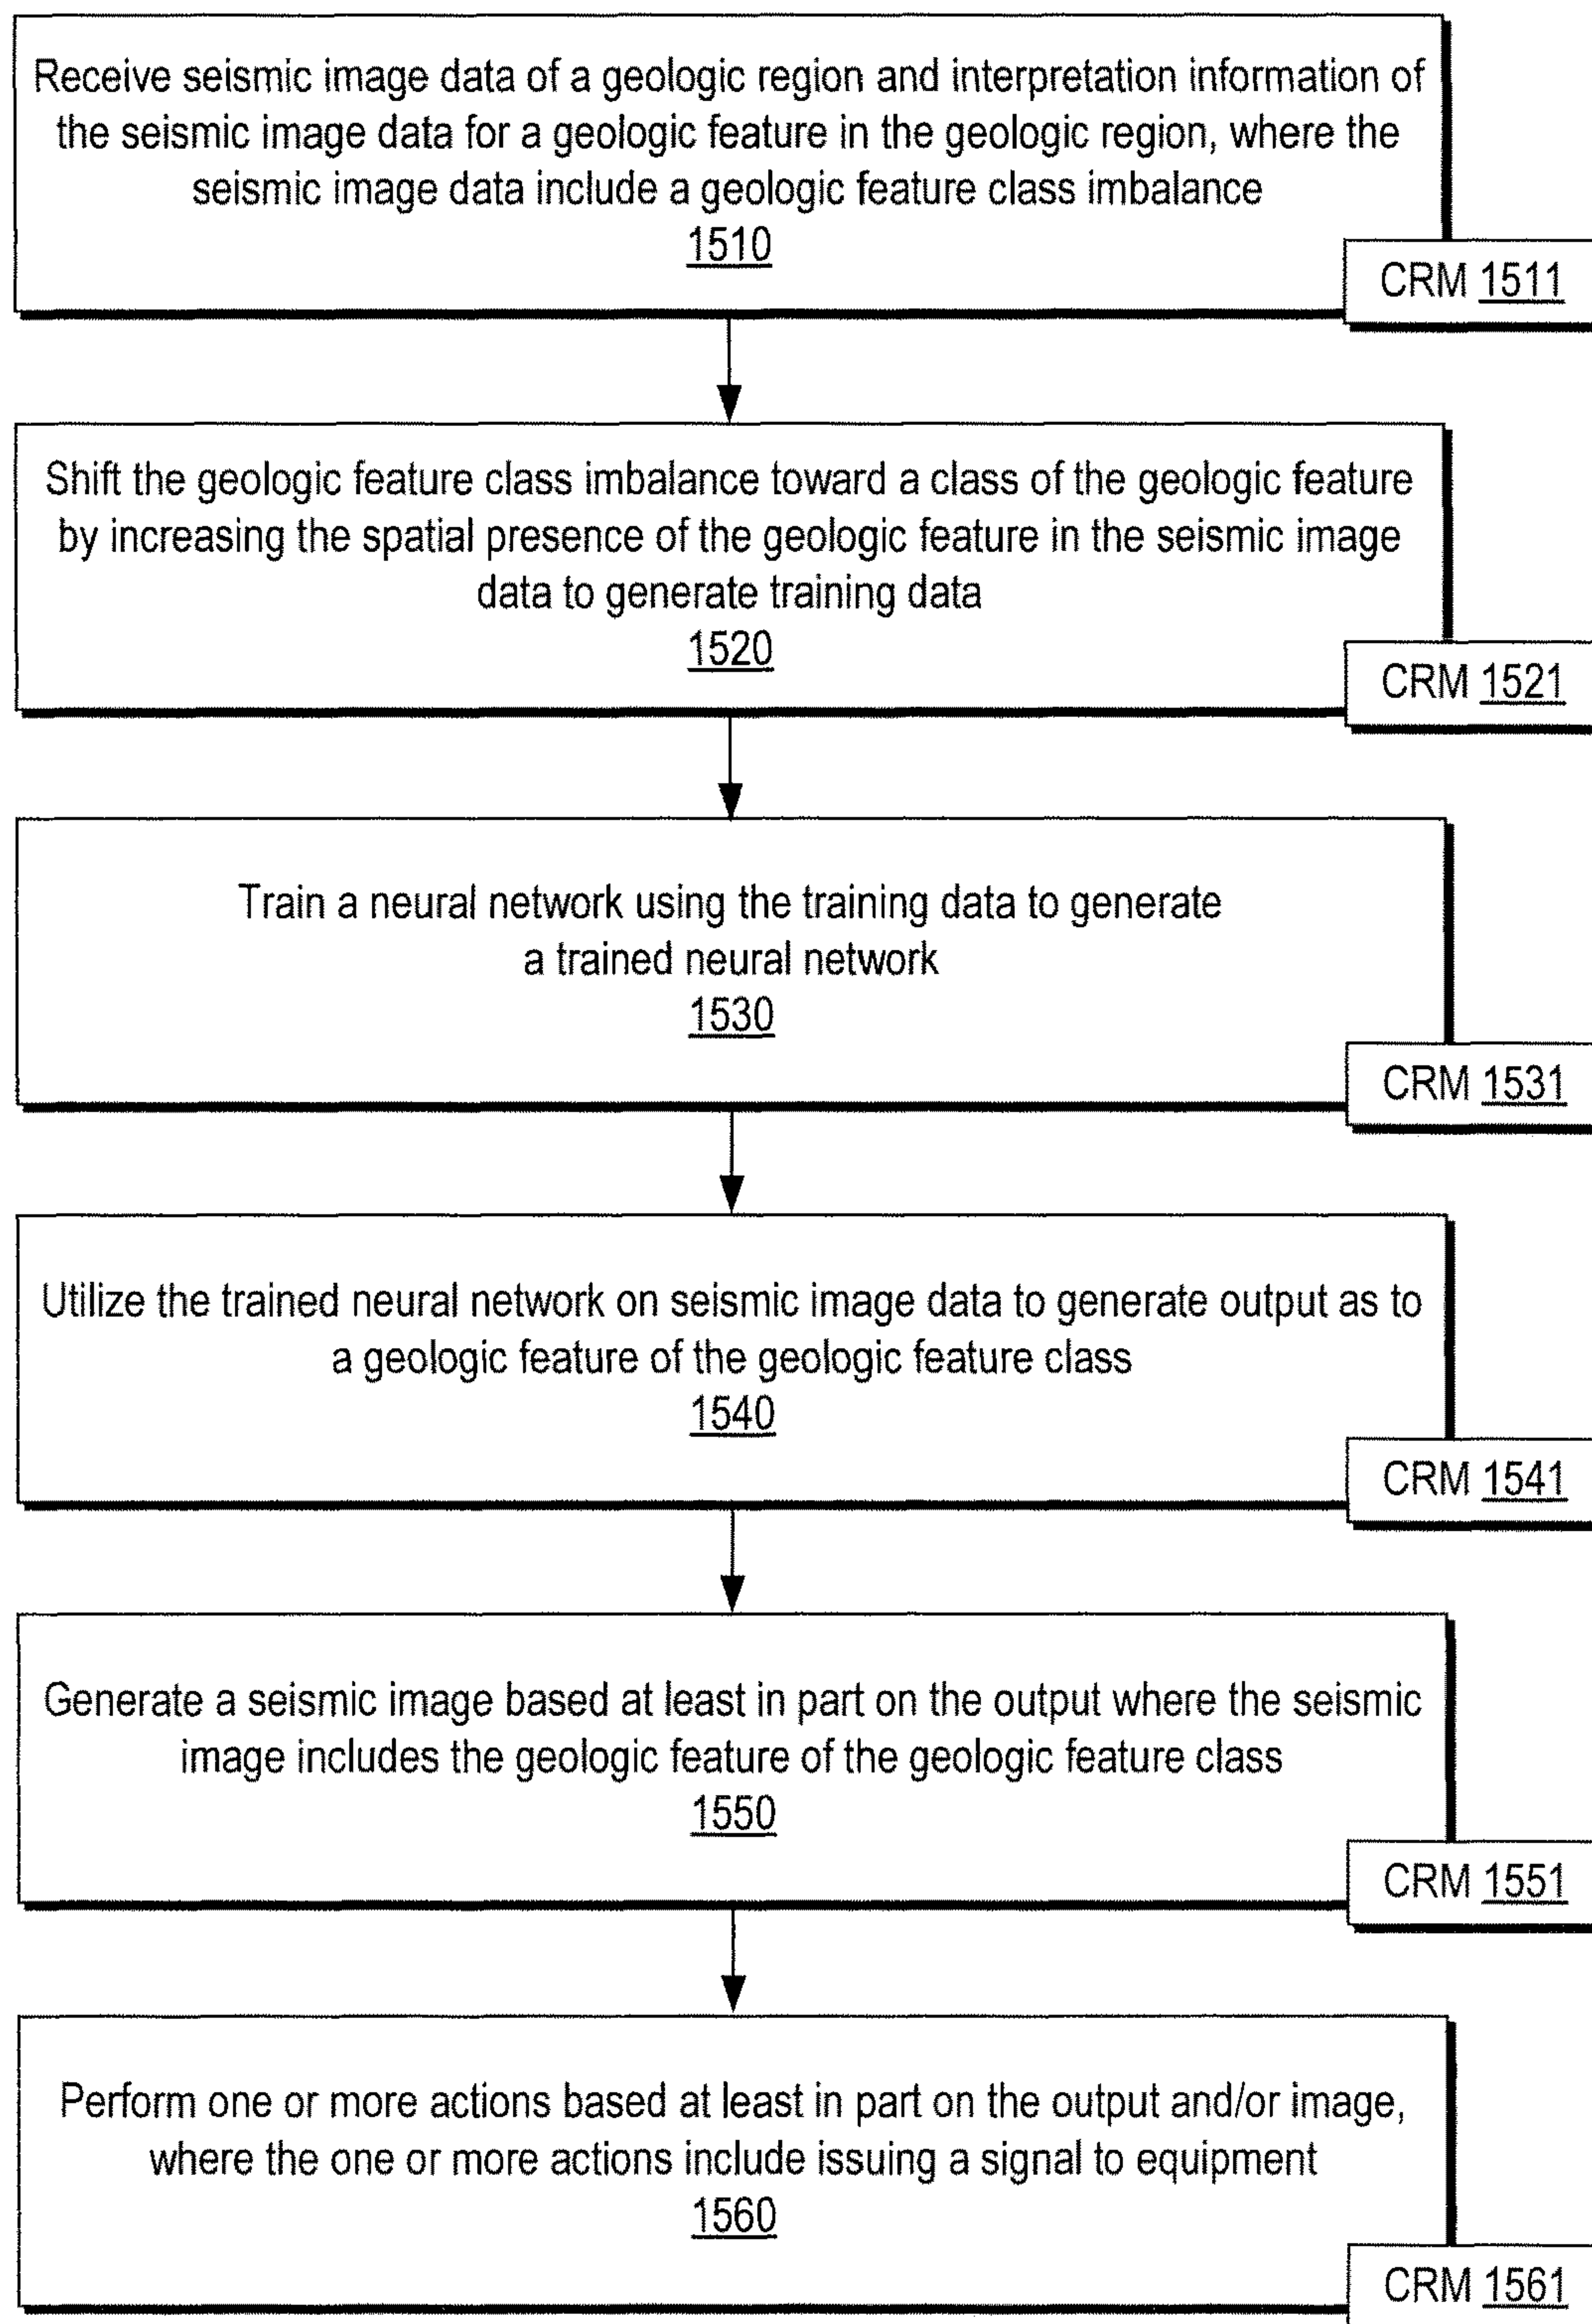 Receive seismic image data of a geologic region and interpretation information of
the seismic image data for a geologic feature in the geologic region, where the
seismic image data include a geologic feature class imbalance
1510
CRM 1511
Shift the geologic feature class imbalance toward a class of the geologic feature
by increasing the spatial presence of the geologic feature in the seismic image
data to generate training data
1520
CRM 1521
Train a neural network using the training data to generate
a trained neural network
1530
CRM 1531
Utilize the trained neural network on seismic image data to generate output as to
a geologic feature of the geologic feature class
1540
CRM 1541
Generate a seismic image based at least in part on the output where the seismic
image includes the geologic feature of the geologic feature class
1550
CRM 1551
Perform one or more actions based at least in part on the output and/or image,
where the one or more actions include issuing a signal to equipment
1560
CRM 1561